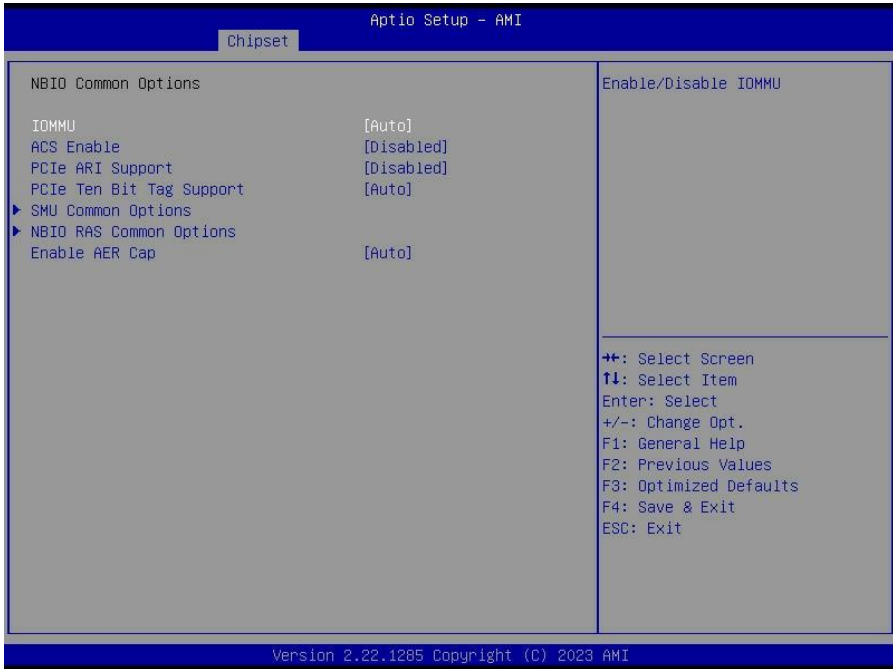 Aptio Setup – AMI
Chipset
NBIO Common Options
IOMMU [Auto]
ACS Enable [Disabled]
PCIe ARI Support [Disabled]
PCIe Ten Bit Tag Support [Auto]
▶ SMU Common Options
▶ NBIO RAS Common Options
Enable AER Cap [Auto]
Enable/Disable IOMMU
→←: Select Screen
↑↓: Select Item
Enter: Select
+/-: Change Opt.
F1: General Help
F2: Previous Values
F3: Optimized Defaults
F4: Save & Exit
ESC: Exit
Version 2.22.1285 Copyright (C) 2023 AMI